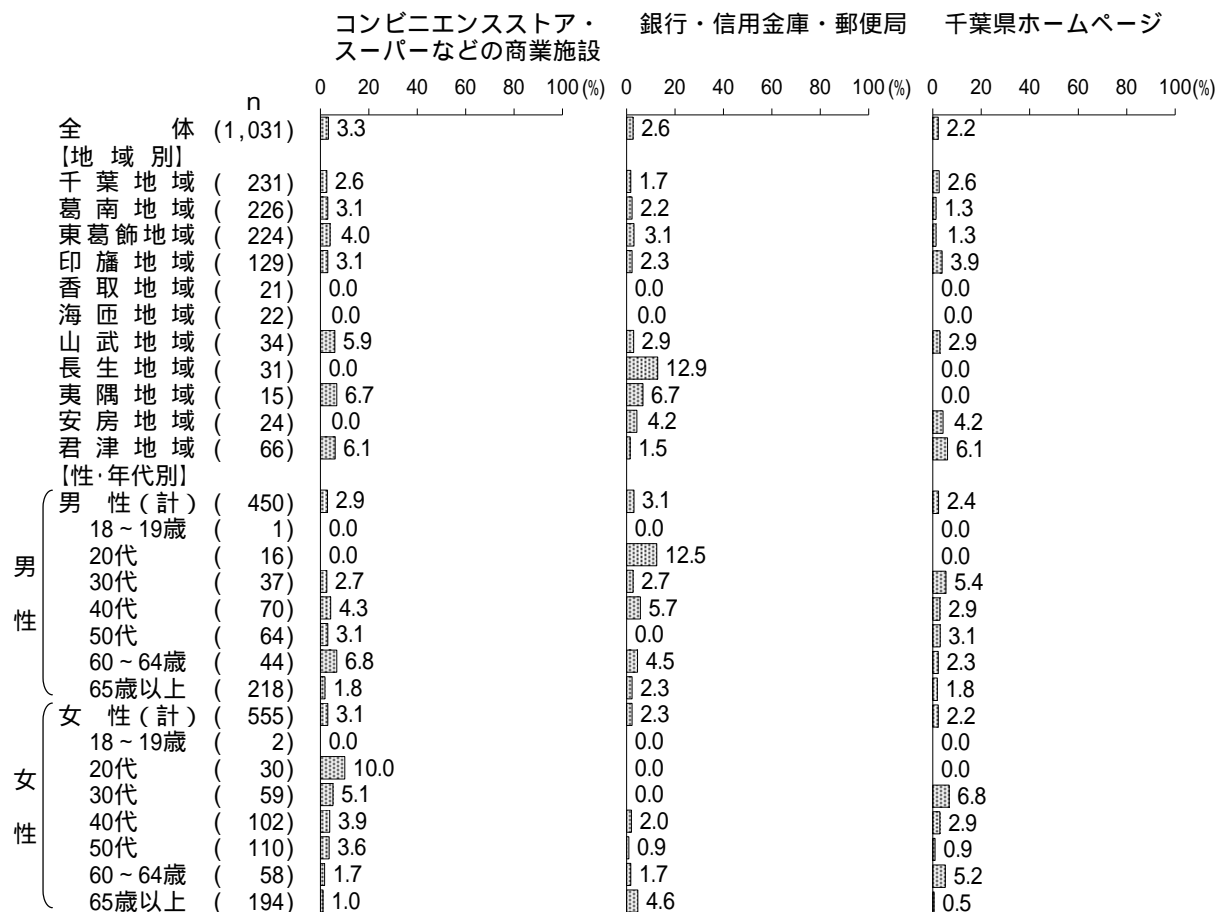 コンビニエンスストア・
スーパーなどの商業施設
銀行・信用金庫・郵便局
千葉県ホームページ
0 20 40 60 80 100(%) 0 20 40 60 80 100(%) 0 20 40 60 80 100(%)
n
全体 (1,031) 3.3 2.6 2.2
【地域別】
千葉地域 ( 231) 2.6 1.7 2.6
葛南地域 ( 226) 3.1 2.2 1.3
東葛飾地域 ( 224) 4.0 3.1 1.3
印旛地域 ( 129) 3.1 2.3 3.9
香取地域 ( 21) 0.0 0.0 0.0
海匝地域 ( 22) 0.0 0.0 0.0
山武地域 ( 34) 5.9 2.9 2.9
長生地域 ( 31) 0.0 12.9 0.0
夷隅地域 ( 15) 6.7 6.7 0.0
安房地域 ( 24) 0.0 4.2 4.2
君津地域 ( 66) 6.1 1.5 6.1
【性・年代別】
男性
男性(計) ( 450) 2.9 3.1 2.4
18~19歳 ( 1) 0.0 0.0 0.0
20代 ( 16) 0.0 12.5 0.0
30代 ( 37) 2.7 2.7 5.4
40代 ( 70) 4.3 5.7 2.9
50代 ( 64) 3.1 0.0 3.1
60~64歳 ( 44) 6.8 4.5 2.3
65歳以上 ( 218) 1.8 2.3 1.8
女性
女性(計) ( 555) 3.1 2.3 2.2
18~19歳 ( 2) 0.0 0.0 0.0
20代 ( 30) 10.0 0.0 0.0
30代 ( 59) 5.1 0.0 6.8
40代 ( 102) 3.9 2.0 2.9
50代 ( 110) 3.6 0.9 0.9
60~64歳 ( 58) 1.7 1.7 5.2
65歳以上 ( 194) 1.0 4.6 0.5